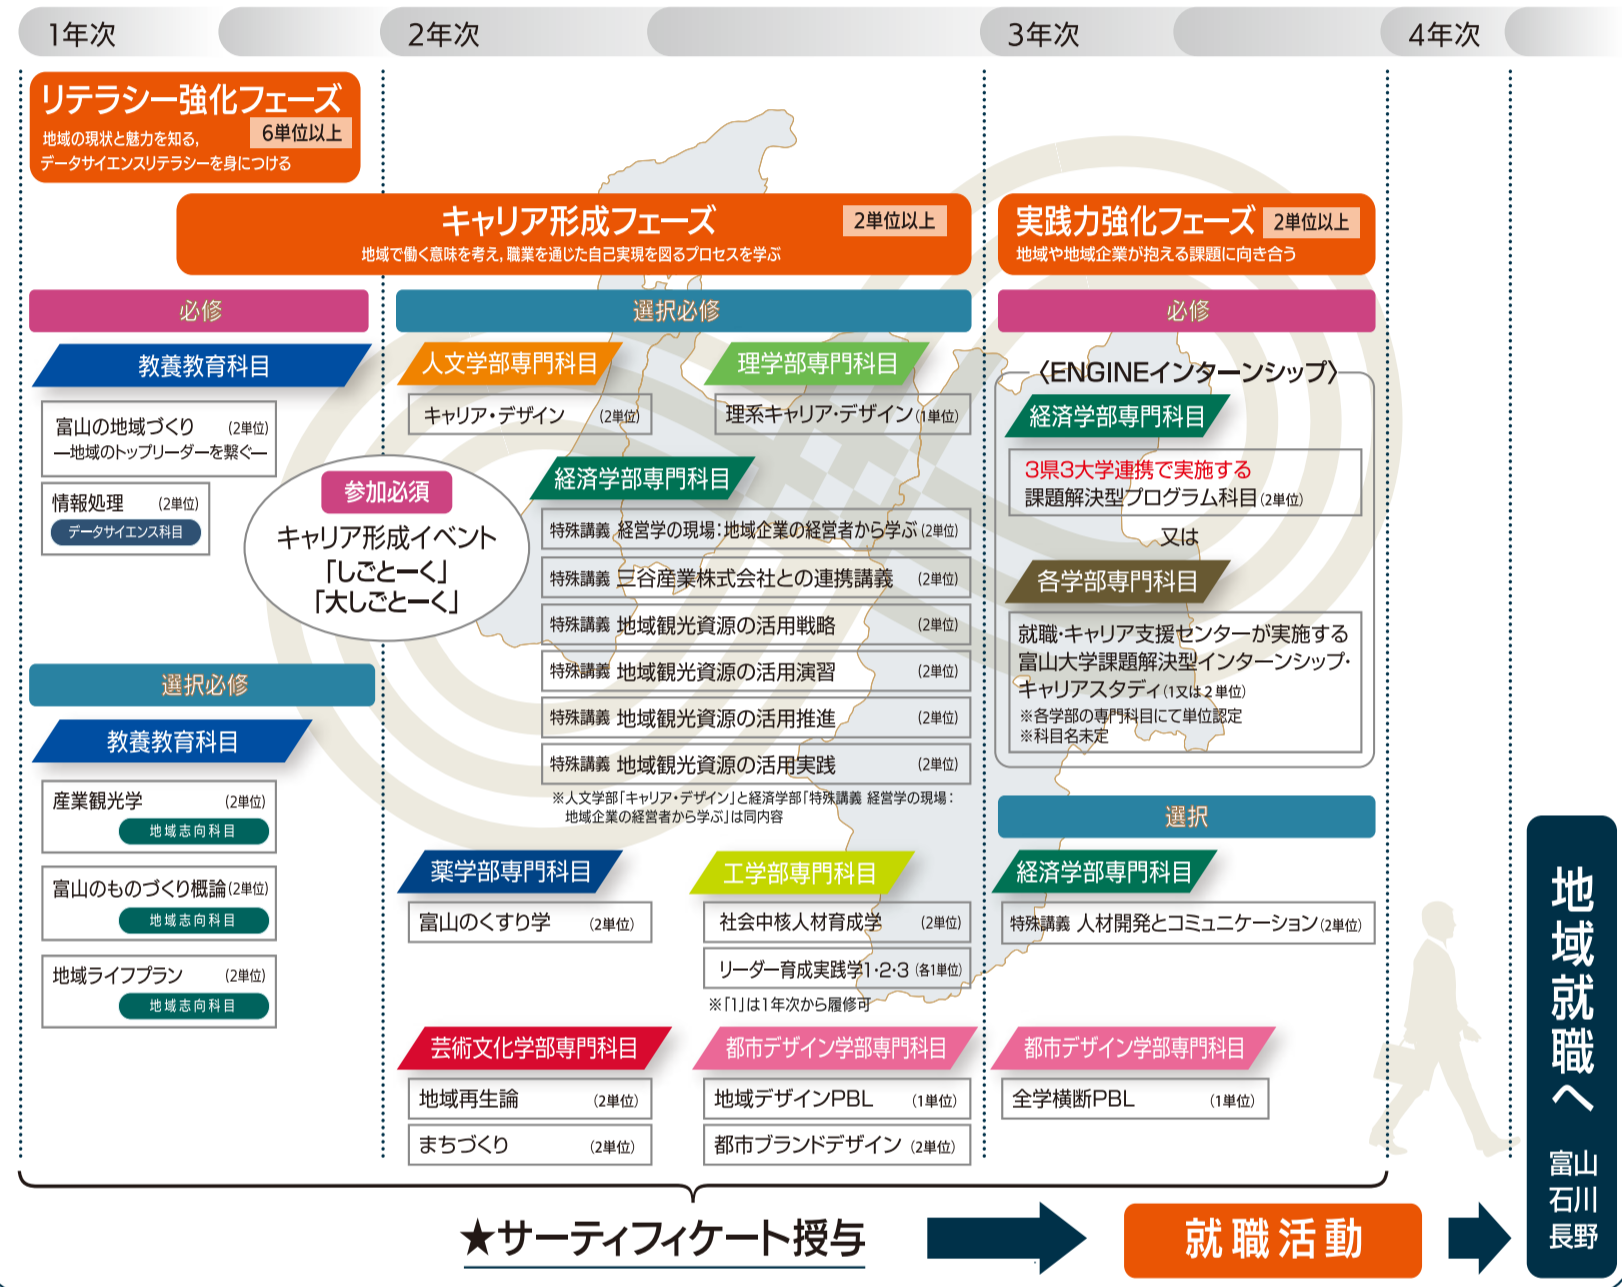 1年次
2年次
3年次
4年次
リテラシー強化フェーズ
6単位以上
地域の現状と魅力を知る,
データサイエンスリテラシーを身につける
キャリア形成フェーズ
2単位以上
地域で働く意味を考え, 職業を通じた自己実現を図るプロセスを学ぶ
実践力強化フェーズ
2単位以上
地域や地域企業が抱える課題に向き合う
必修
教養教育科目
富山の地域づくり (2単位)
―地域のトップリーダーを繋ぐ―
情報処理 (2単位)
データサイエンス科目
参加必須
キャリア形成イベント
「しごとーく」
「大しごとーく」
選択必修
教養教育科目
産業観光学 (2単位)
地域志向科目
富山のものづくり概論(2単位)
地域志向科目
地域ライフプラン (2単位)
地域志向科目
選択必修
人文学部専門科目
キャリア・デザイン (2単位)
理学部専門科目
理系キャリア・デザイン(1単位)
経済学部専門科目
特殊講義 経営学の現場:地域企業の経営者から学ぶ(2単位)
特殊講義 三谷産業株式会社との連携講義 (2単位)
特殊講義 地域観光資源の活用戦略 (2単位)
特殊講義 地域観光資源の活用演習 (2単位)
特殊講義 地域観光資源の活用推進 (2単位)
特殊講義 地域観光資源の活用実践 (2単位)
※人文学部「キャリア・デザイン」と経済学部「特殊講義 経営学の現場:
地域企業の経営者から学ぶ」は同内容
薬学部専門科目
富山のくすり学 (2単位)
工学部専門科目
社会中核人材育成学 (2単位)
リーダー育成実践学1・2・3 (各1単位)
※「1」は1年次から履修可
芸術文化学部専門科目
地域再生論 (2単位)
まちづくり (2単位)
都市デザイン学部専門科目
地域デザインPBL (1単位)
都市ブランドデザイン (2単位)
必修
〈ENGINEインターンシップ〉
経済学部専門科目
3県3大学連携で実施する
課題解決型プログラム科目(2単位)
又は
各学部専門科目
就職・キャリア支援センターが実施する
富山大学課題解決型インターンシップ・
キャリアスタディ(1又は2単位)
※各学部の専門科目にて単位認定
※科目名未定
選択
経済学部専門科目
特殊講義 人材開発とコミュニケーション(2単位)
都市デザイン学部専門科目
全学横断PBL (1単位)
★サーティフィケート授与
就職活動
地域就職へ
富山
石川
長野